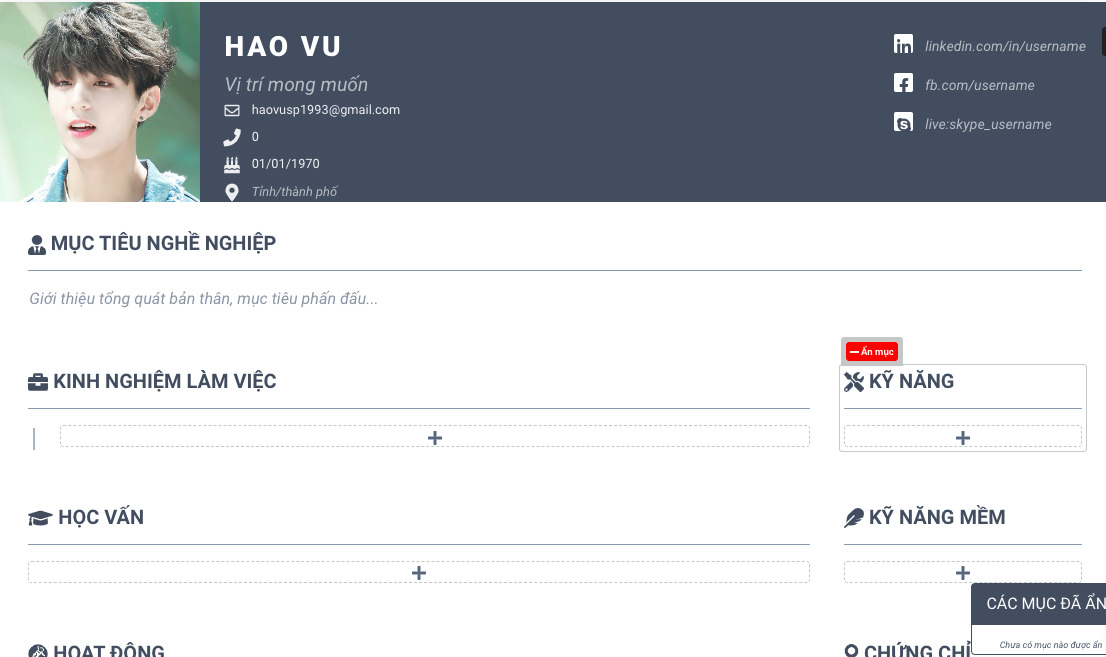 HAO VU
Vị trí mong muốn
haovusp1993@gmail.com
0
01/01/1970
Tỉnh/thành phố
linkedin.com/in/username
fb.com/username
live:skype_username
MỤC TIÊU NGHỀ NGHIỆP
Giới thiệu tổng quát bản thân, mục tiêu phấn đấu...
KINH NGHIỆM LÀM VIỆC
Ẩn mục
KỸ NĂNG
HỌC VẤN
KỸ NĂNG MỀM
CÁC MỤC ĐÃ ẨN
Chưa có mục nào được ẩn
HOẠT ĐỘNG
CHỨNG CHỈ